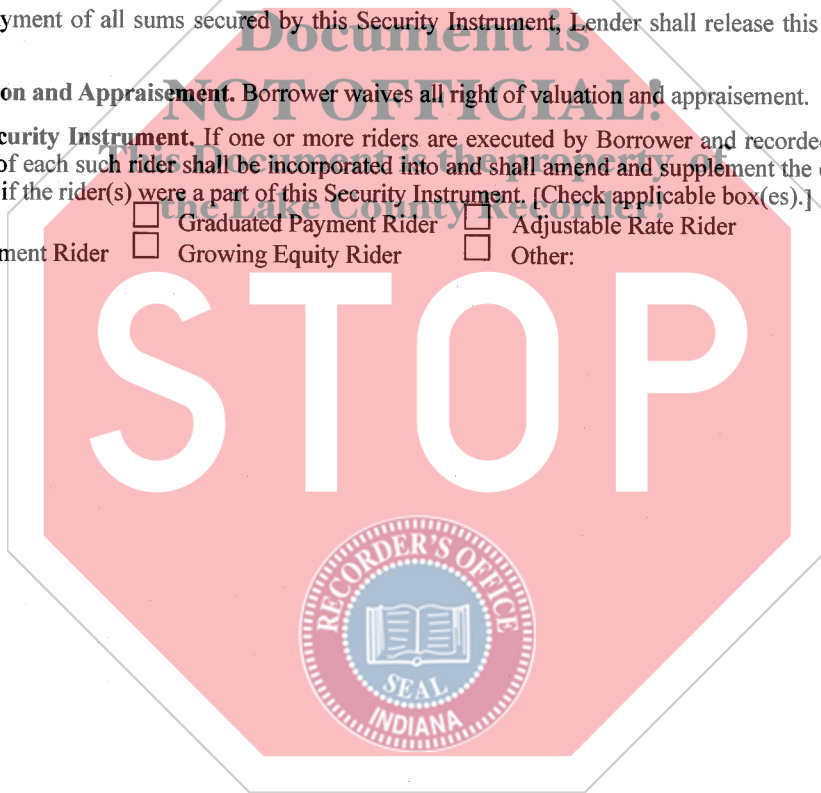 yment of all sums secured by this Security Instrument, Lender shall release this
Document is
NOT OFFICIAL!
on and Appraisement. Borrower waives all right of valuation and appraisement.
curity Instrument. If one or more riders are executed by Borrower and recorde
This Document is the property of
of each such rider shall be incorporated into and shall amend and supplement the
if the rider(s) were a part of this Security Instrument. [Check applicable box(es).]
the Lake County Recorder!
☐ Graduated Payment Rider ☐ Adjustable Rate Rider
ment Rider ☐ Growing Equity Rider ☐ Other:
STOP
RECORDER'S OFFICE
SEAL
INDIANA